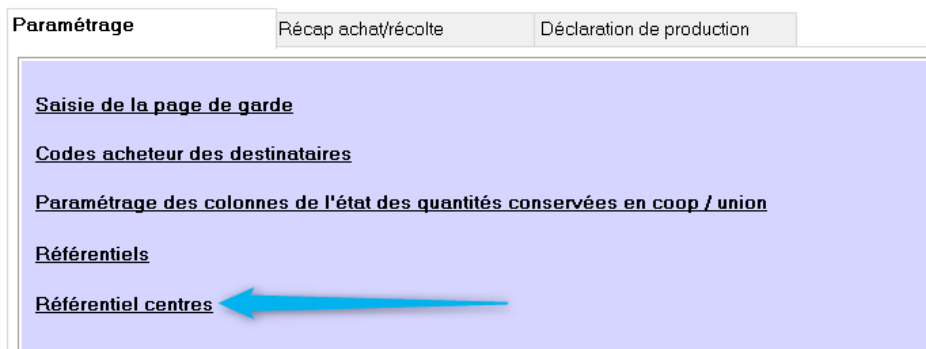 Paramétrage
Récap achat/récolte
Déclaration de production
Saisie de la page de garde
Codes acheteur des destinataires
Paramétrage des colonnes de l'état des quantités conservées en coop / union
Référentiels
Référentiel centres